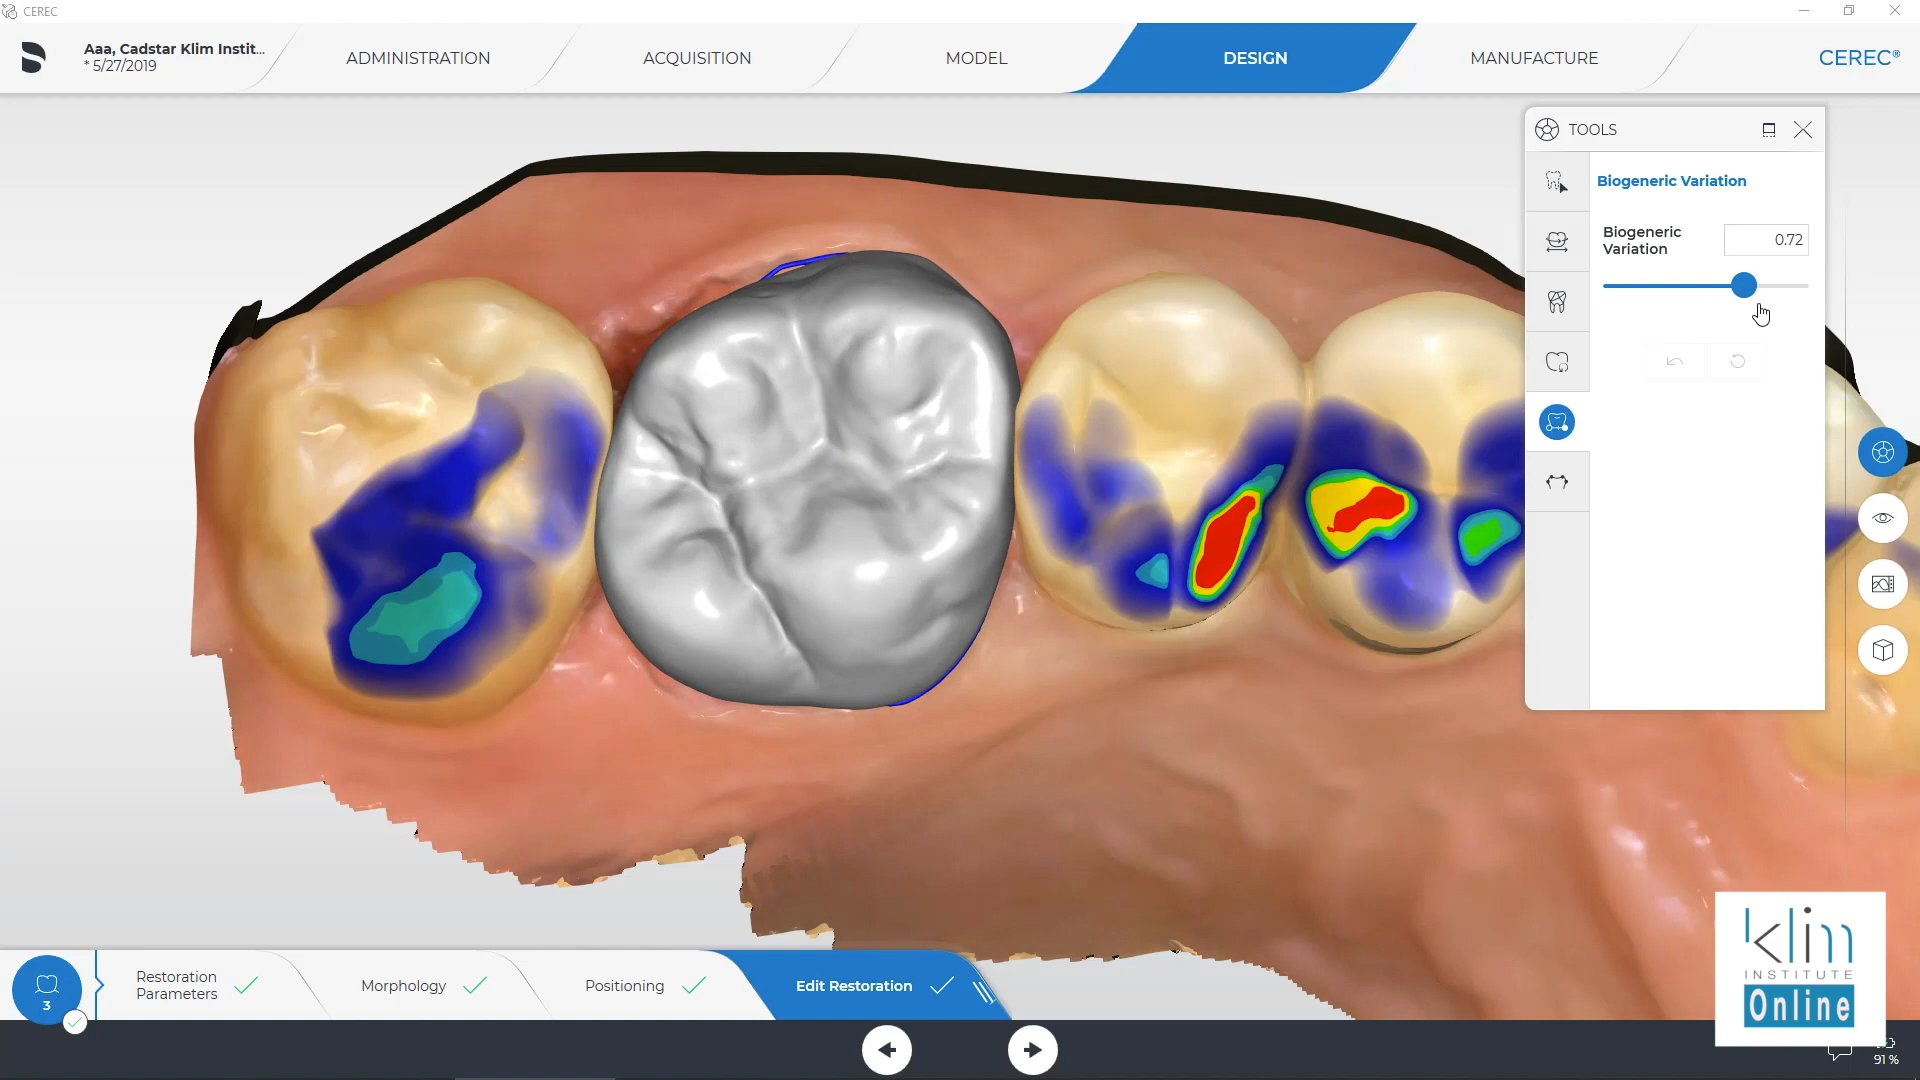 CEREC
Aaa, Cadstar Klim Instit...
* 5/27/2019
ADMINISTRATION
ACQUISITION
MODEL
DESIGN
MANUFACTURE
CEREC®
TOOLS
Biogeneric Variation
Biogeneric
Variation
0.72
3
Restoration
Parameters
Morphology
Positioning
Edit Restoration
klim
INSTITUTE
Online
91 %